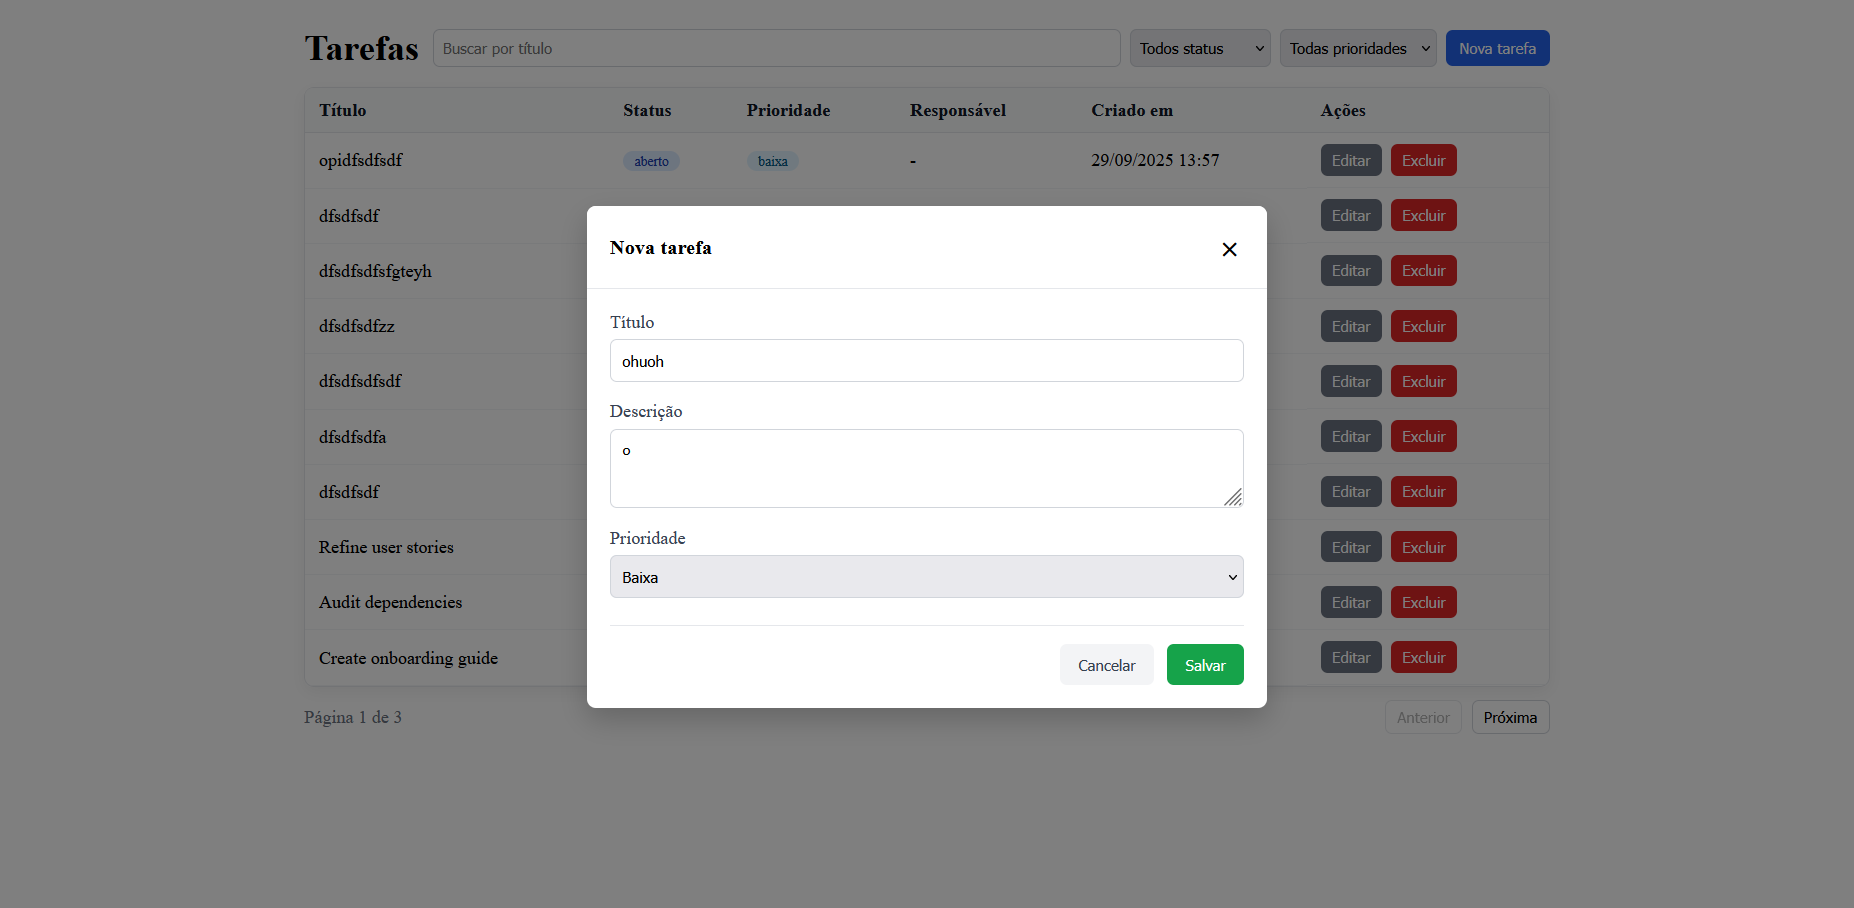 Tarefas Buscar por título Todos status Todas prioridades Nova tarefa
Título Status Prioridade Responsável Criado em Ações
opidfsdfsdf aberto baixa - 29/09/2025 13:57 Editar Excluir
dfsdfsdf Editar Excluir
dfsdfsdfsfgteyh Editar Excluir
dfsdfsdfzz Editar Excluir
dfsdfsdfsdf Editar Excluir
dfsdfsdfa Editar Excluir
dfsdfsdf Editar Excluir
Refine user stories Editar Excluir
Audit dependencies Editar Excluir
Create onboarding guide Editar Excluir
Página 1 de 3 Anterior Próxima
Nova tarefa
Título
ohuoh
Descrição
o
Prioridade
Baixa
Cancelar Salvar